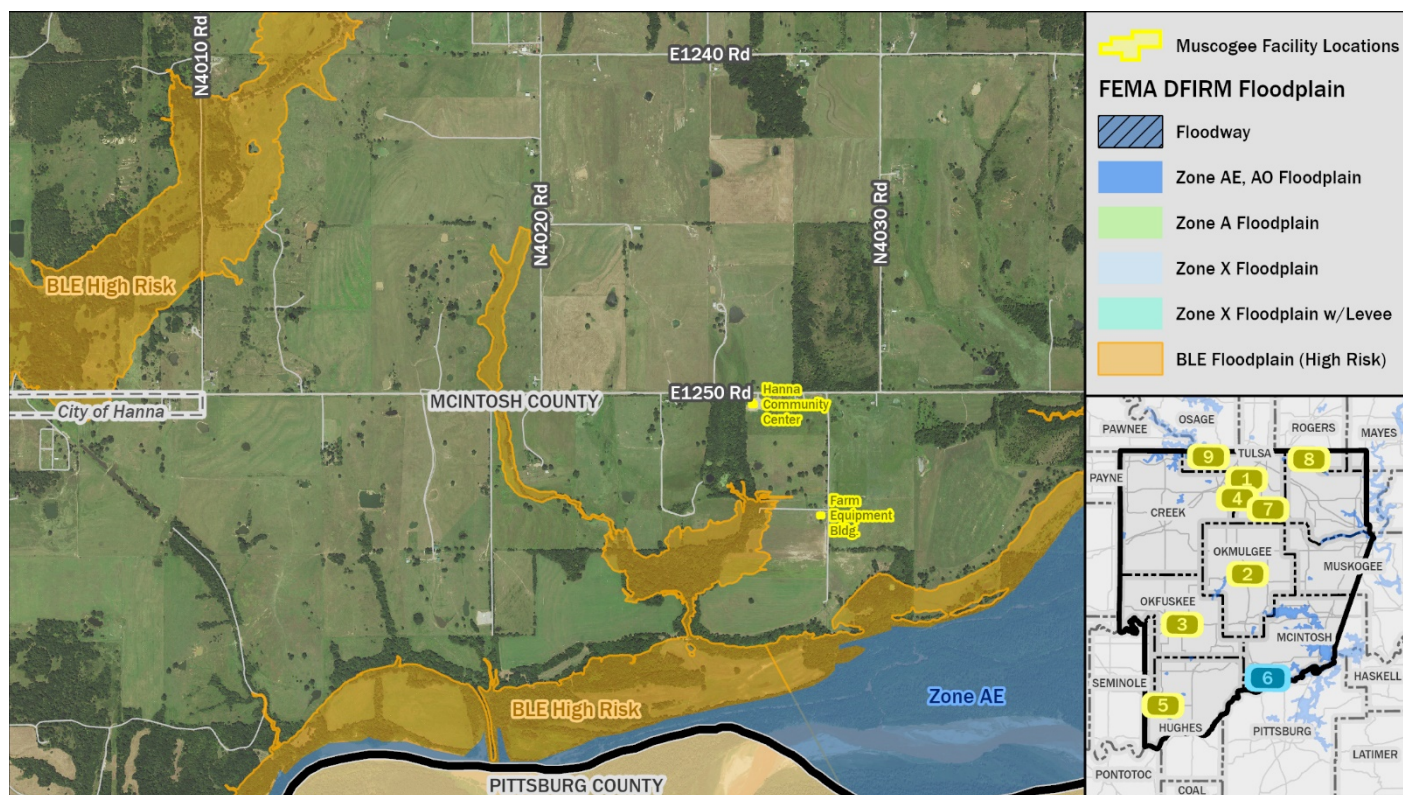 N4010 Rd
E1240 Rd
N4020 Rd
N4030 Rd
BLE High Risk
City of Hanna
MCINTOSH COUNTY
E1250 Rd
Hanna
Community
Center
Farm
Equipment
Bldg.
BLE High Risk
Zone AE
PITTSBURG COUNTY
Muscogee Facility Locations
FEMA DFIRM Floodplain
Floodway
Zone AE, AO Floodplain
Zone A Floodplain
Zone X Floodplain
Zone X Floodplain w/Levee
BLE Floodplain (High Risk)
PAWNEE
OSAGE
ROGERS
MAYES
9
TULSA
8
PAYNE
1
4
7
CREEK
OKMULGEE
MUSKOGEE
2
OKFUSKEE
3
MCINTOSH
SEMINOLE
6
HASKELL
5
HUGHES
PITTSBURG
LATIMER
PONTOTOC
COAL